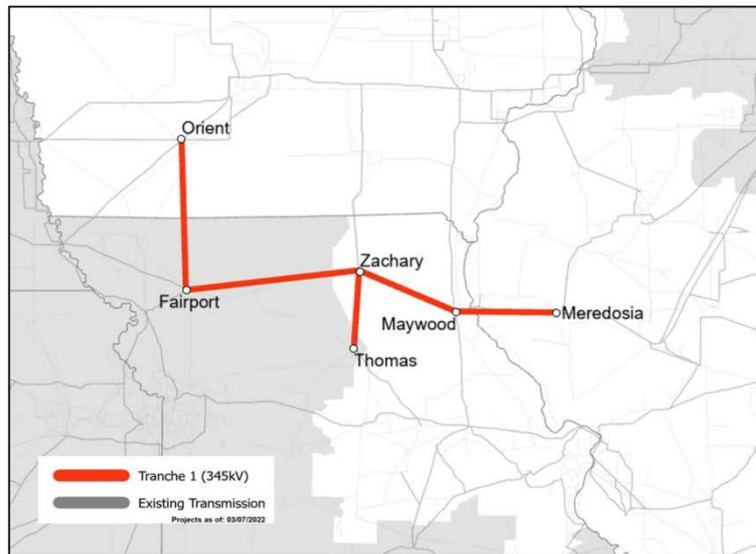 Orient
Zachary
Fairport
Maywood
Meredosia
Thomas
Tranche 1 (345kV)
Existing Transmission
Projects as of: 03/07/2022